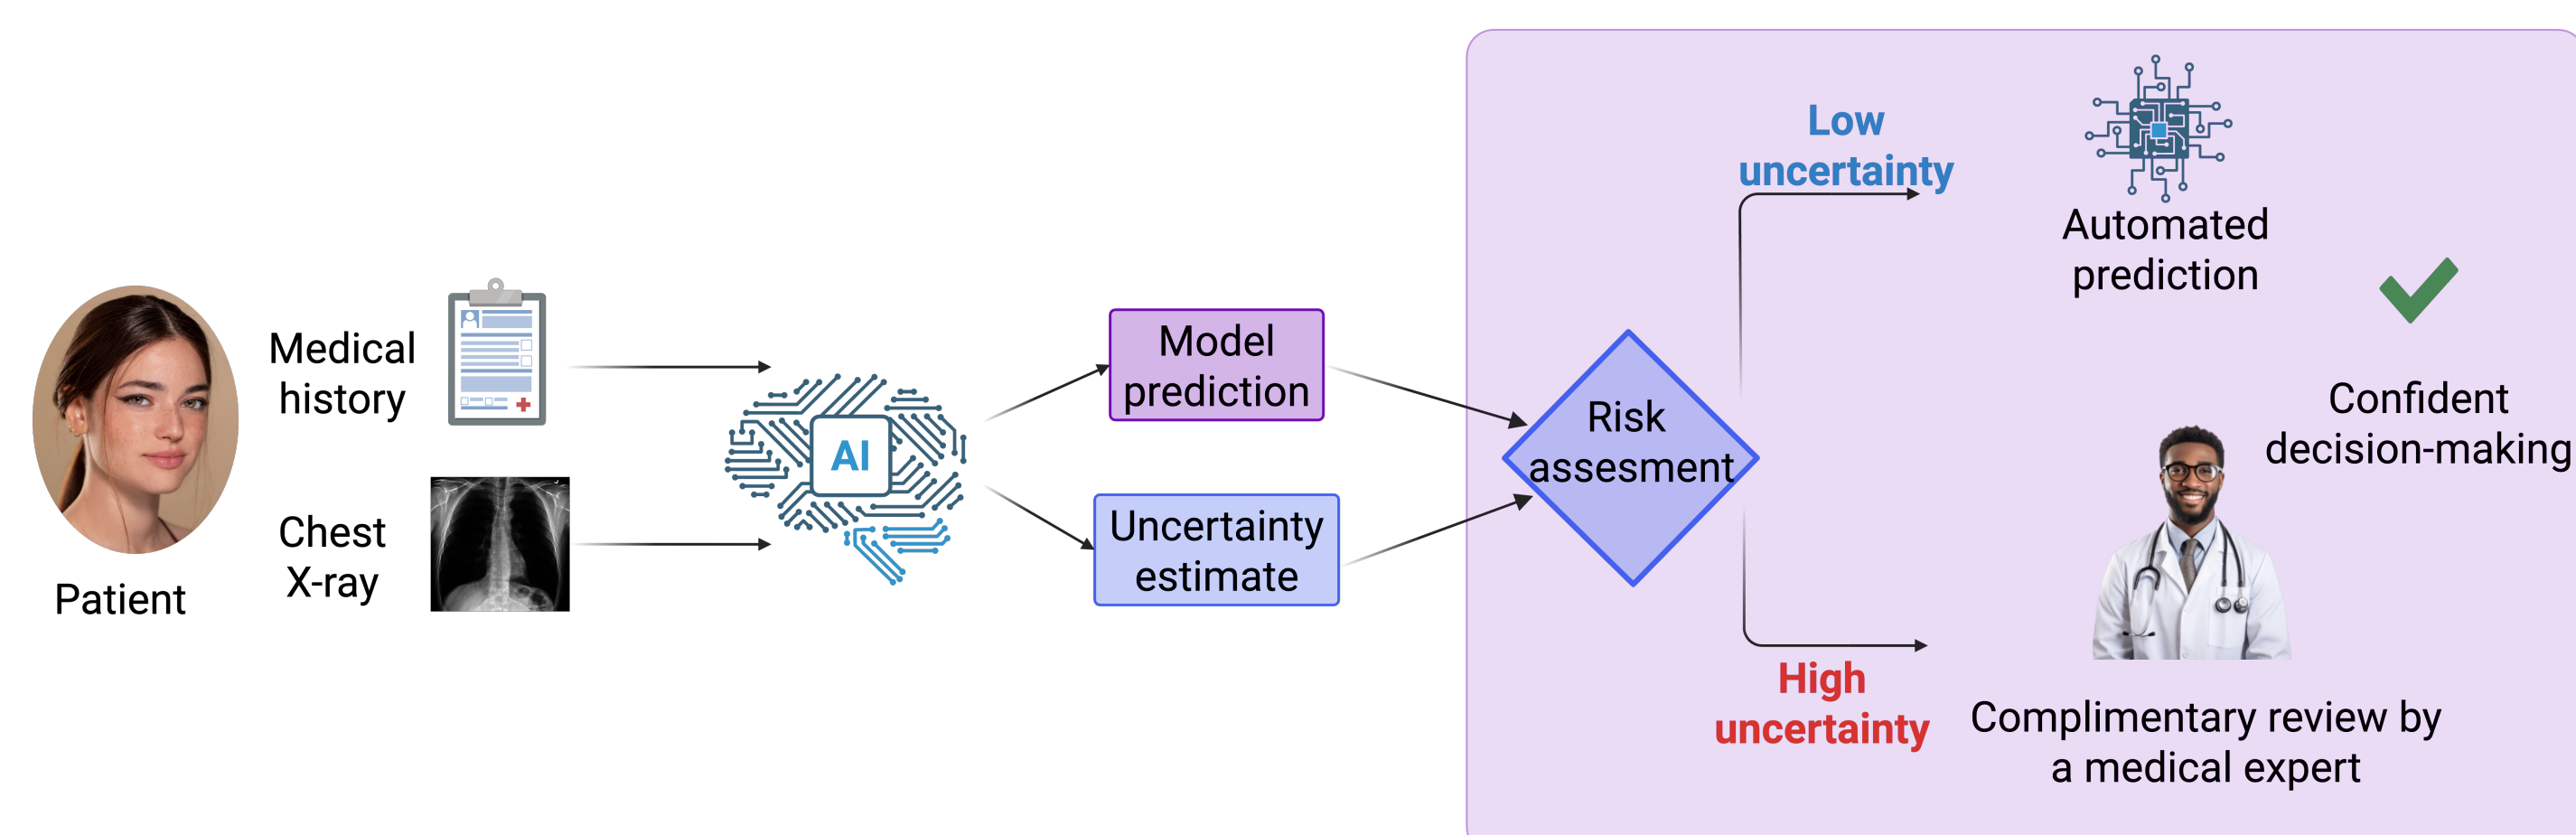 Patient
Medical
history
Chest
X-ray
AI
Model
prediction
Uncertainty
estimate
Risk
assesment
Low
uncertainty
Automated
prediction
Confident
decision-making
High
uncertainty
Complimentary review by
a medical expert